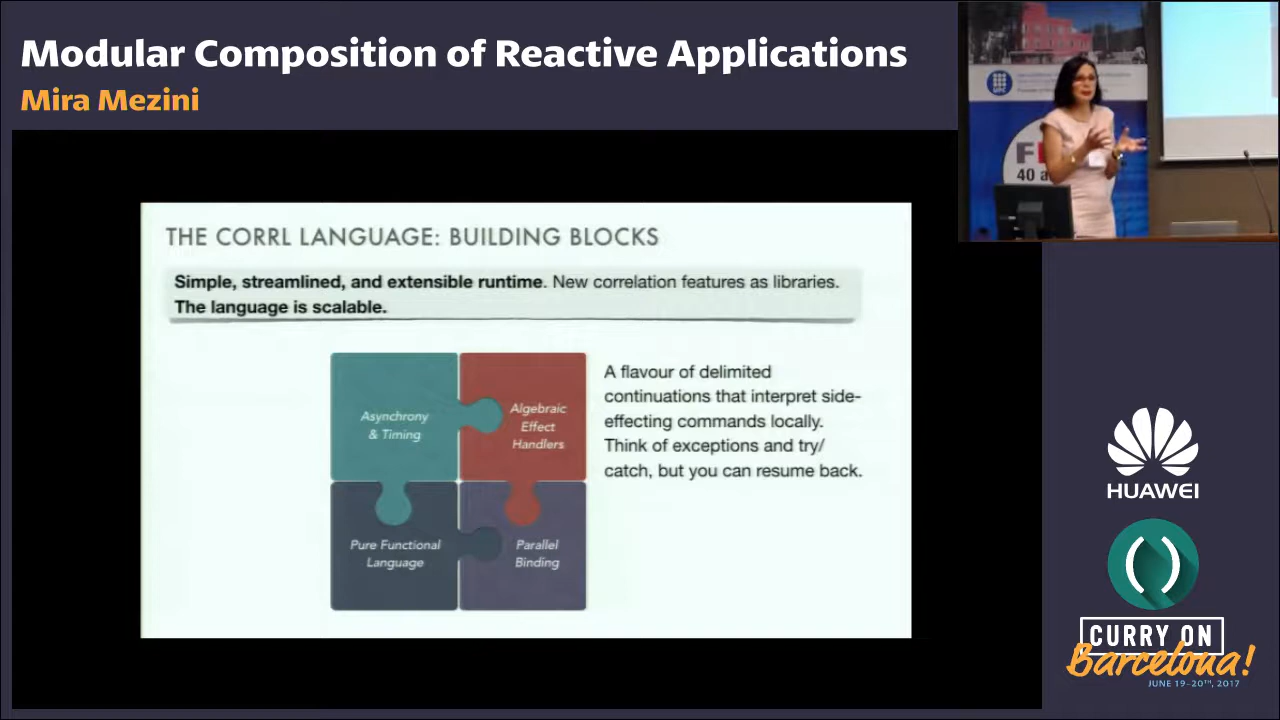 Modular Composition of Reactive Applications
Mira Mezini
UPC
F
40 a
THE CORRL LANGUAGE: BUILDING BLOCKS
Simple, streamlined, and extensible runtime. New correlation features as libraries.
The language is scalable.
Asynchrony
& Timing
Algebraic
Effect
Handlers
Pure Functional
Language
Parallel
Binding
A flavour of delimited
continuations that interpret side-
effecting commands locally.
Think of exceptions and try/
catch, but you can resume back.
HUAWEI
()
CURRY ON
Barcelona!
JUNE 19-20TH, 2017